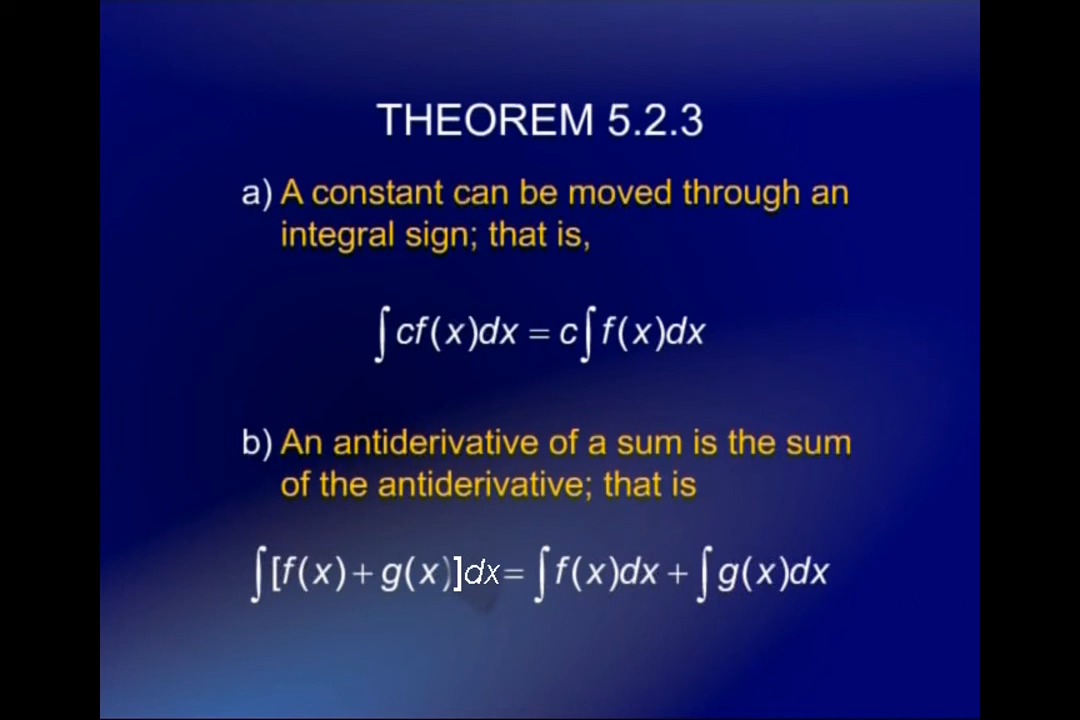 THEOREM 5.2.3
a) A constant can be moved through an
integral sign; that is,
∫cf(x)dx = c∫f(x)dx
b) An antiderivative of a sum is the sum
of the antiderivative; that is
∫[f(x)+g(x)]dx= ∫f(x)dx + ∫g(x)dx